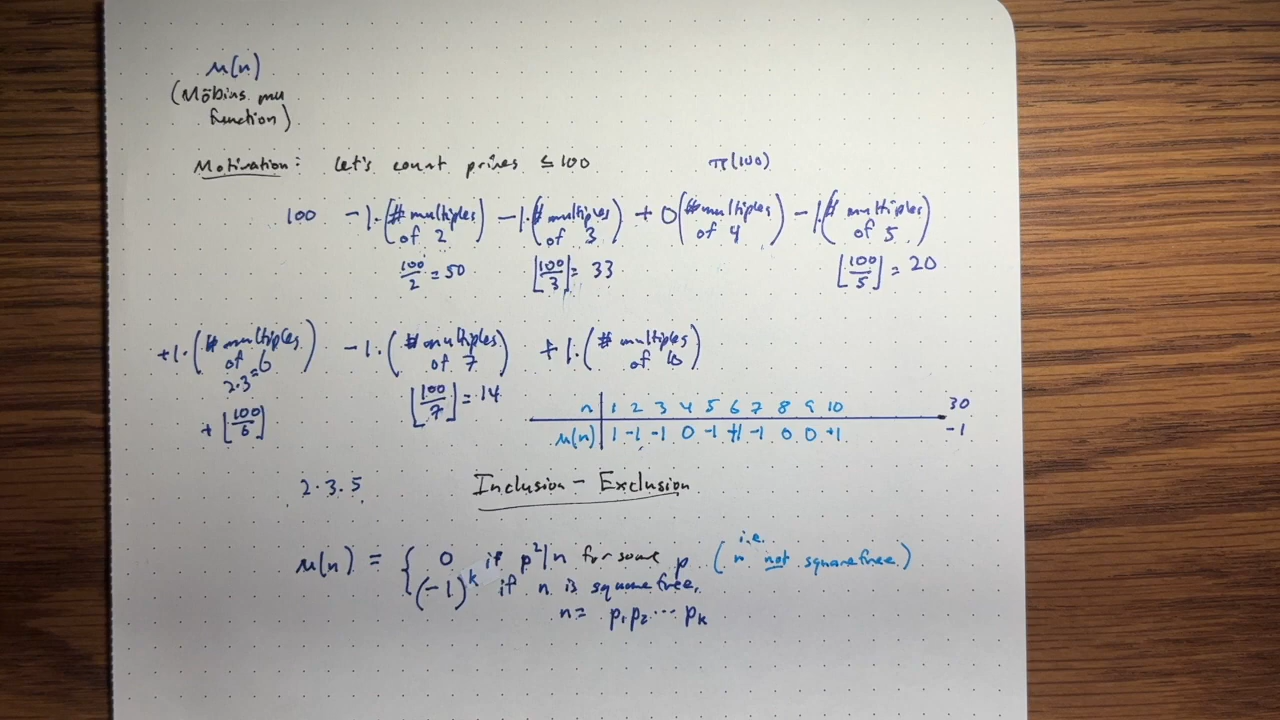 μ(n)
(Möbius mu
function)
Motivation: Let's count primes ≤ 100 π(100)
100 -1·(# multiples of 2) -1·(# multiples of 3) + 0(# multiples of 4) -1·(# multiples of 5)
100/2 = 50 ⌊100/3⌋ = 33 ⌊100/5⌋ = 20
+1·(# multiples of 6) -1·(# multiples of 7) +1·(# multiples of 10)
2·3=
+⌊100/6⌋ ⌊100/7⌋ = 14
n | 1 2 3 4 5 6 7 8 9 10 30
μ(n) | 1 -1 -1 0 -1 +1 -1 0 0 +1 -1
2·3·5 Inclusion - Exclusion
μ(n) = { 0 if p²|n for some p (i.e. n not squarefree)
(-1)^k if n is squarefree,
n = p₁p₂⋯pₖ